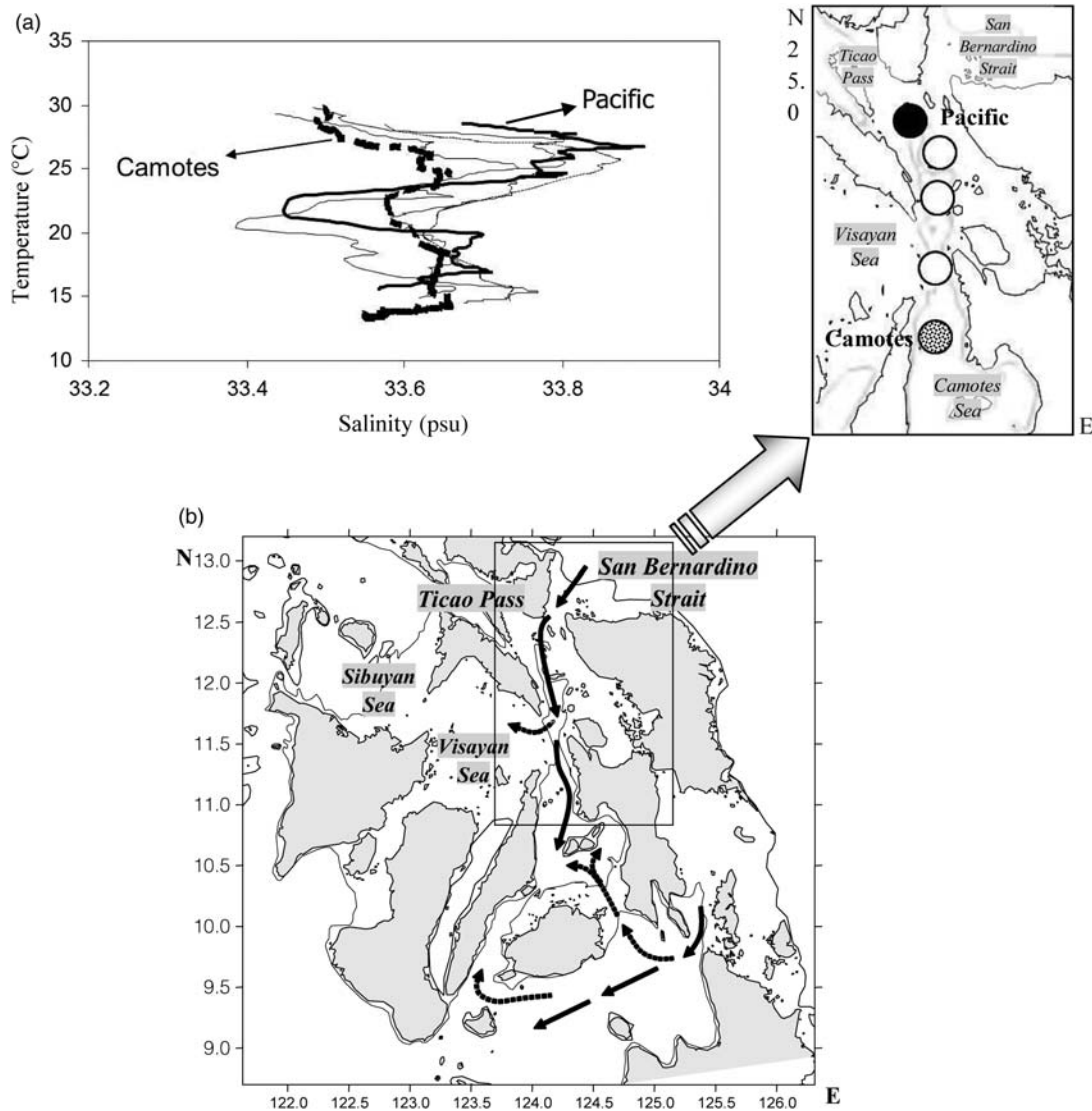 (a)
35
30
25
20
15
10
Temperature (°C)
Pacific
Camotes
33.2
33.4
33.6
33.8
34
Salinity (psu)
N
2
5.
0
San
Bernardino
Strait
Ticao
Pass
Pacific
Visayan
Sea
Camotes
Camotes
Sea
E
(b)
N
13.0
12.5
12.0
11.5
11.0
10.5
10.0
9.5
9.0
San Bernardino
Strait
Ticao Pass
Sibuyan
Sea
Visayan
Sea
122.0
122.5
123.0
123.5
124.0
124.5
125.0
125.5
126.0
E